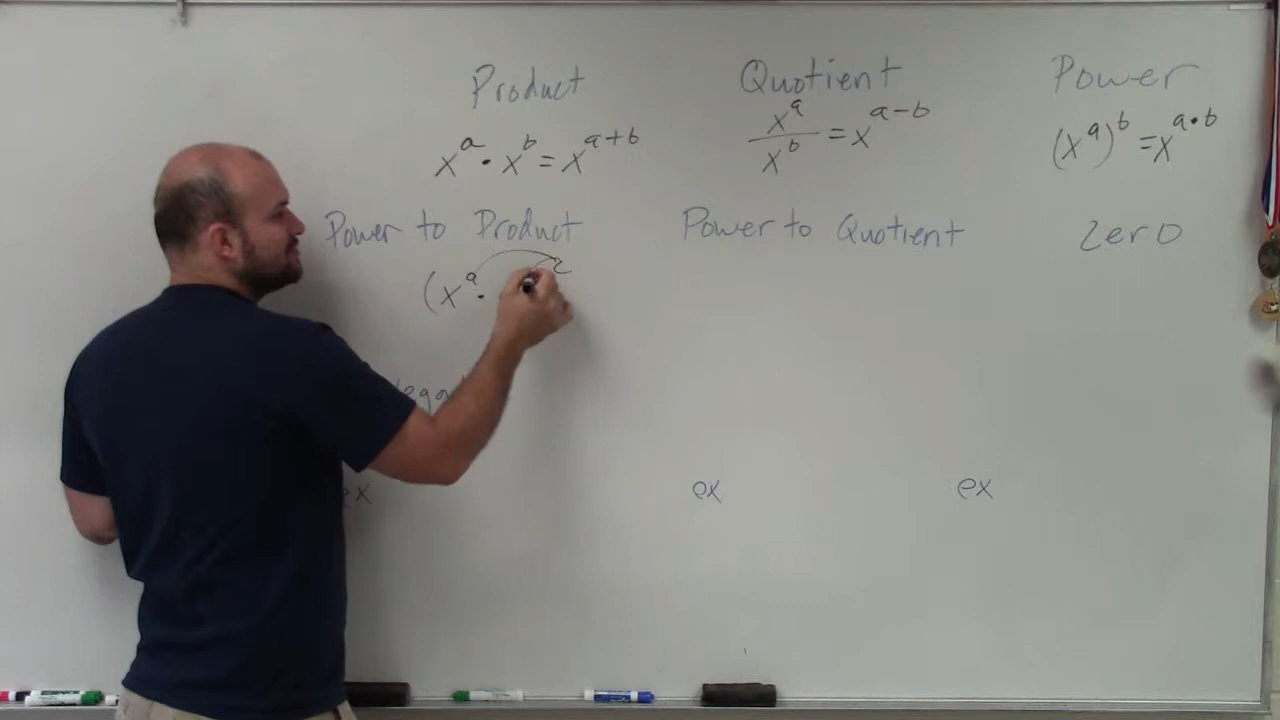 Product Quotient Power
x^a · x^b = x^{a+b} x^a/x^b = x^{a-b} (x^a)^b = x^{a·b}
Power to Product Power to Quotient Zero
(x^a ·
ex ex ex